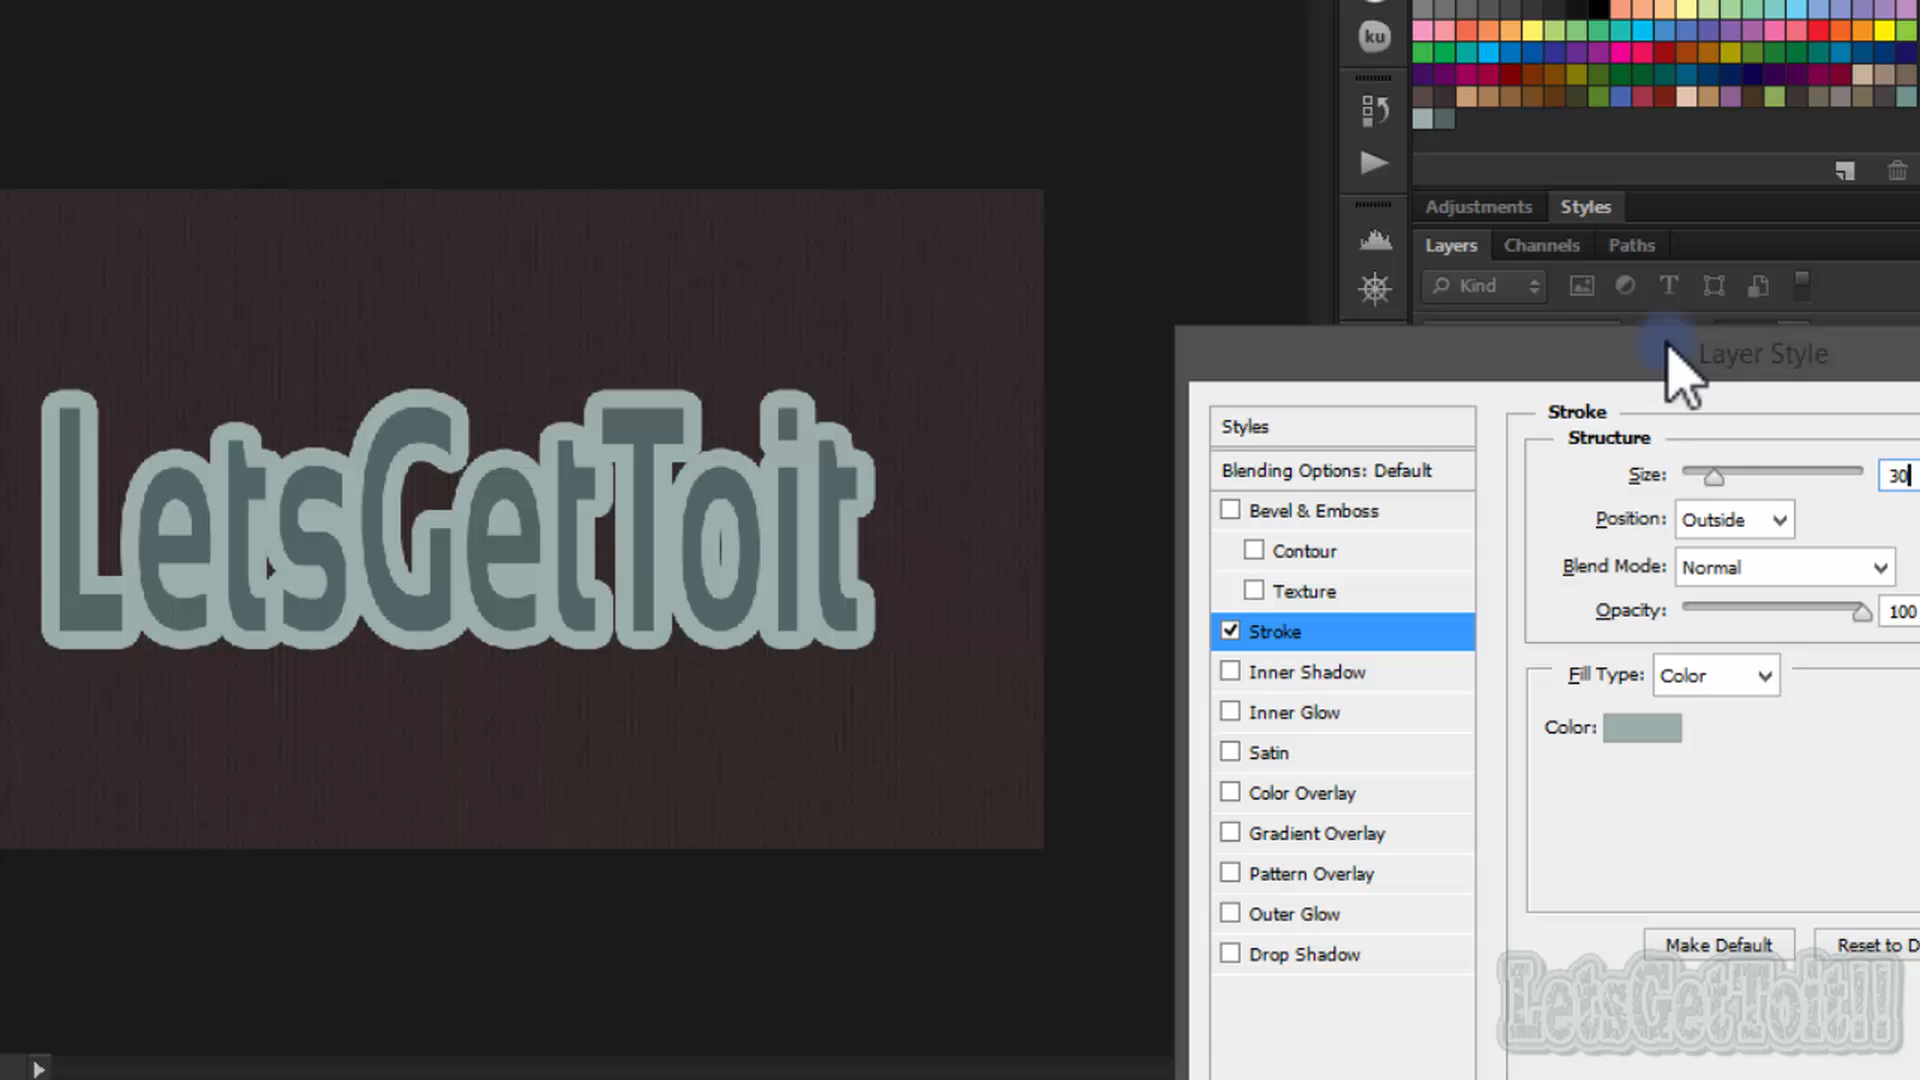 ku
Adjustments Styles
Layers Channels Paths
Kind
Layer Style
LetsGetToit
Styles
Blending Options: Default
Bevel & Emboss
Contour
Texture
Stroke
Inner Shadow
Inner Glow
Satin
Color Overlay
Gradient Overlay
Pattern Overlay
Outer Glow
Drop Shadow
Stroke
Structure
Size: 30
Position: Outside
Blend Mode: Normal
Opacity: 100
Fill Type: Color
Color:
Make Default Reset to D
LetsGetToit!!